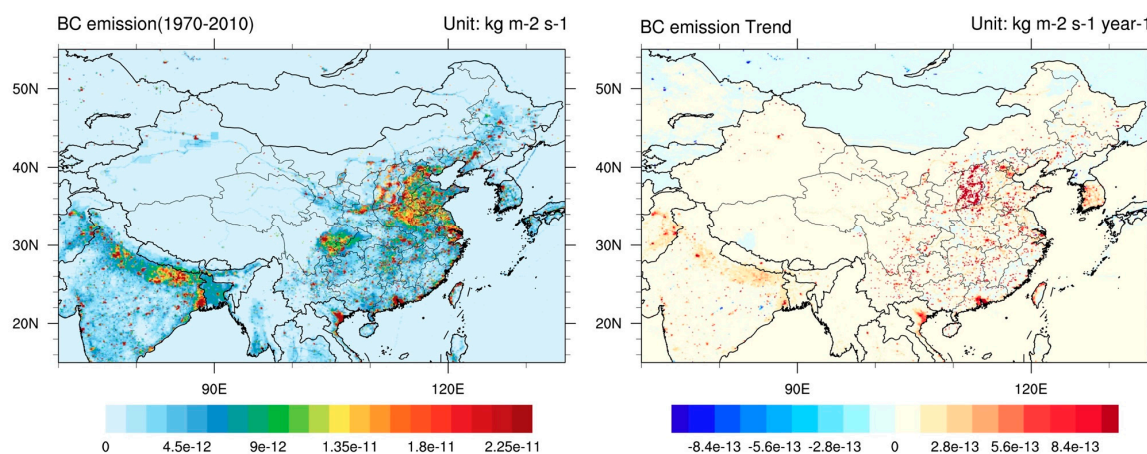 BC emission(1970-2010) Unit: kg m-2 s-1
BC emission Trend Unit: kg m-2 s-1 year-1
50N
40N
30N
20N
90E 120E
50N
40N
30N
20N
90E 120E
0 4.5e-12 9e-12 1.35e-11 1.8e-11 2.25e-11
-8.4e-13 -5.6e-13 -2.8e-13 0 2.8e-13 5.6e-13 8.4e-13